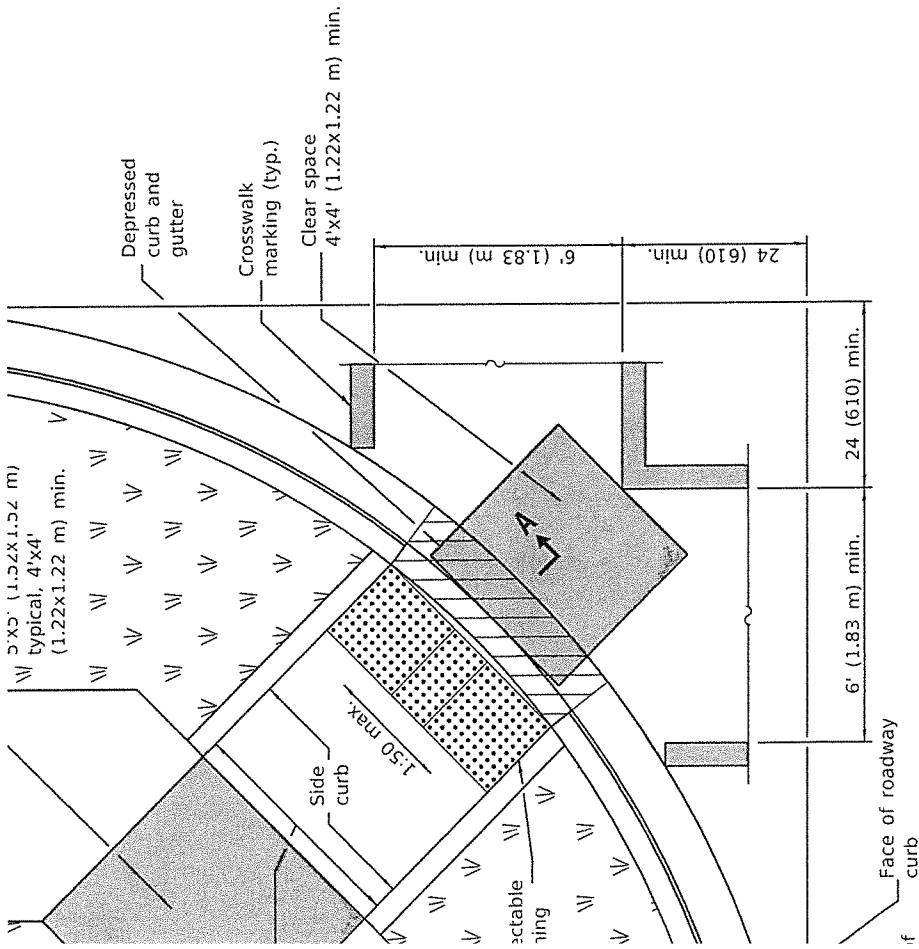 typical, 4'x4'
(1.22x1.22 m) min.
Depressed
curb and
gutter
Crosswalk
marking (typ.)
Clear space
4'x4' (1.22x1.22 m) min.
6' (1.83 m) min.
24 (610) min.
A
1:50 max.
Side
curb
24 (610) min.
6' (1.83 m) min.
Face of roadway
curb